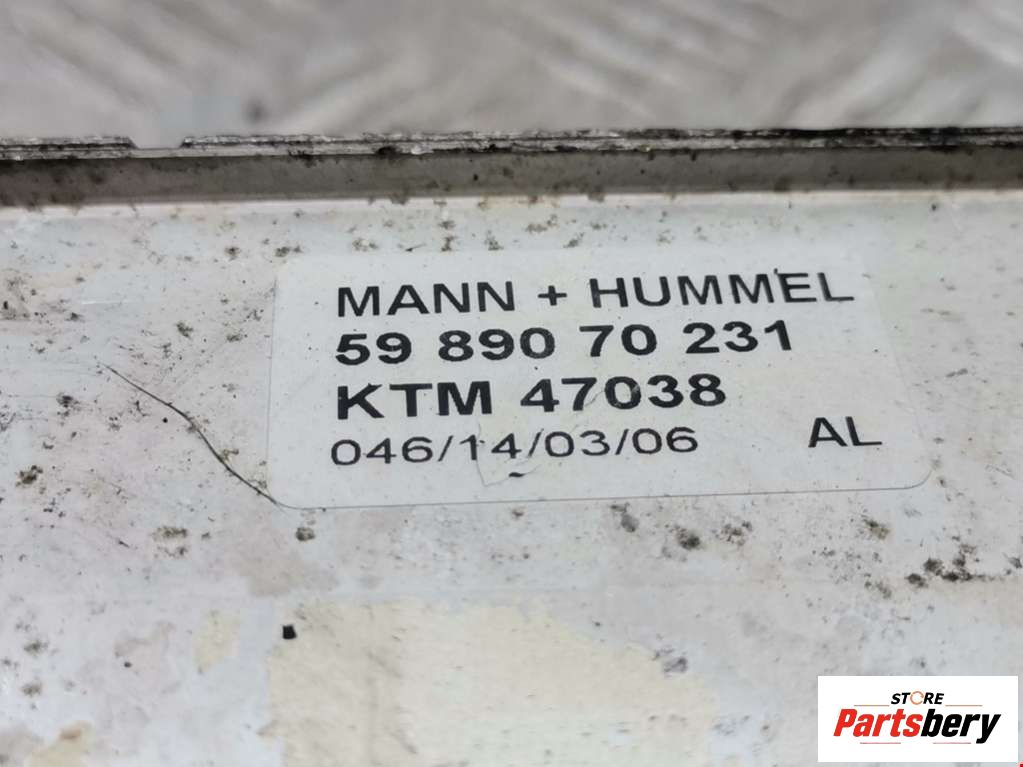 MANN + HUMMEL
59 890 70 231
KTM 47038
046/14/03/06 AL
STORE
Partsbery